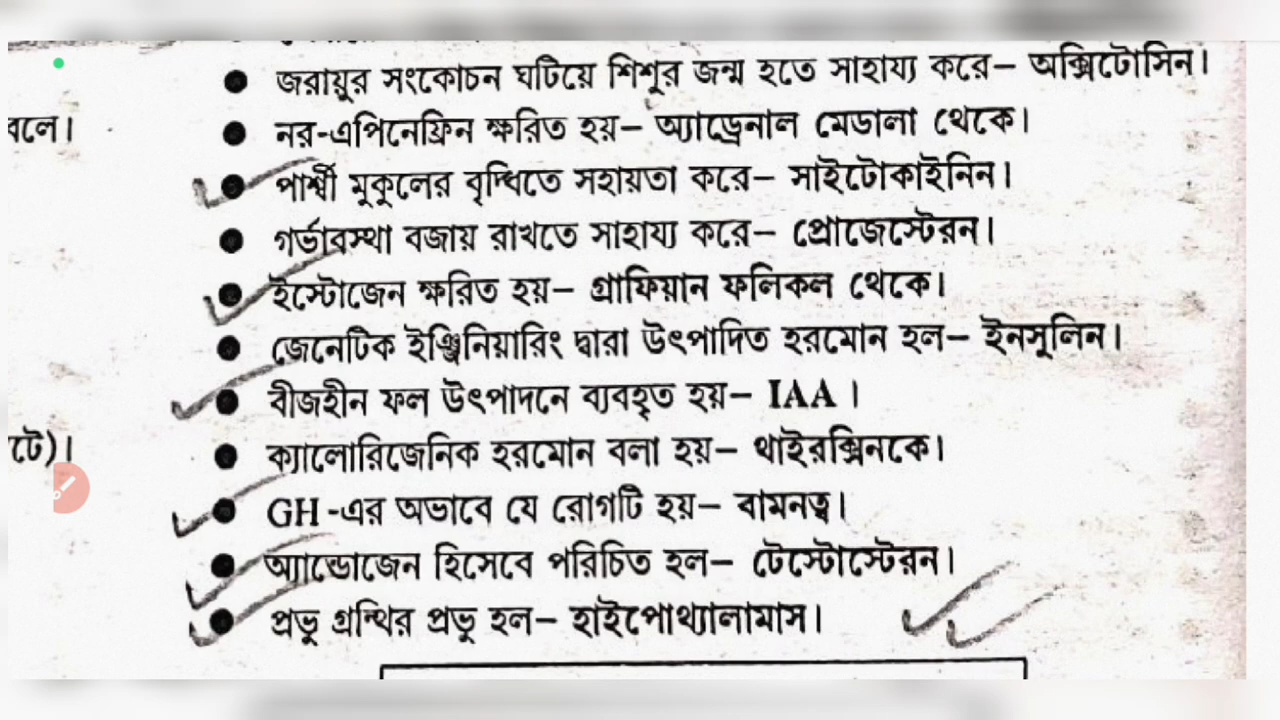 জরায়ুর সংকোচন ঘটিয়ে শিশুর জন্ম হতে সাহায্য করে– অক্সিটোসিন।
বলে।
নর-এপিনেফ্রিন ক্ষরিত হয়– অ্যাড্রেনাল মেডালা থেকে।
পার্শ্বী মুকুলের বৃদ্ধিতে সহায়তা করে– সাইটোকাইনিন।
গর্ভাবস্থা বজায় রাখতে সাহায্য করে– প্রোজেস্টেরন।
ইস্টোজেন ক্ষরিত হয়– গ্রাফিয়ান ফলিকল থেকে।
জেনেটিক ইঞ্জিনিয়ারিং দ্বারা উৎপাদিত হরমোন হল– ইনসুলিন।
বীজহীন ফল উৎপাদনে ব্যবহৃত হয়– IAA ।
টে)।
ক্যালোরিজেনিক হরমোন বলা হয়– থাইরক্সিনকে।
GH -এর অভাবে যে রোগটি হয়– বামনত্ব।
অ্যান্ডোজেন হিসেবে পরিচিত হল– টেস্টোস্টেরন।
প্রভু গ্রন্থির প্রভু হল– হাইপোথ্যালামাস।